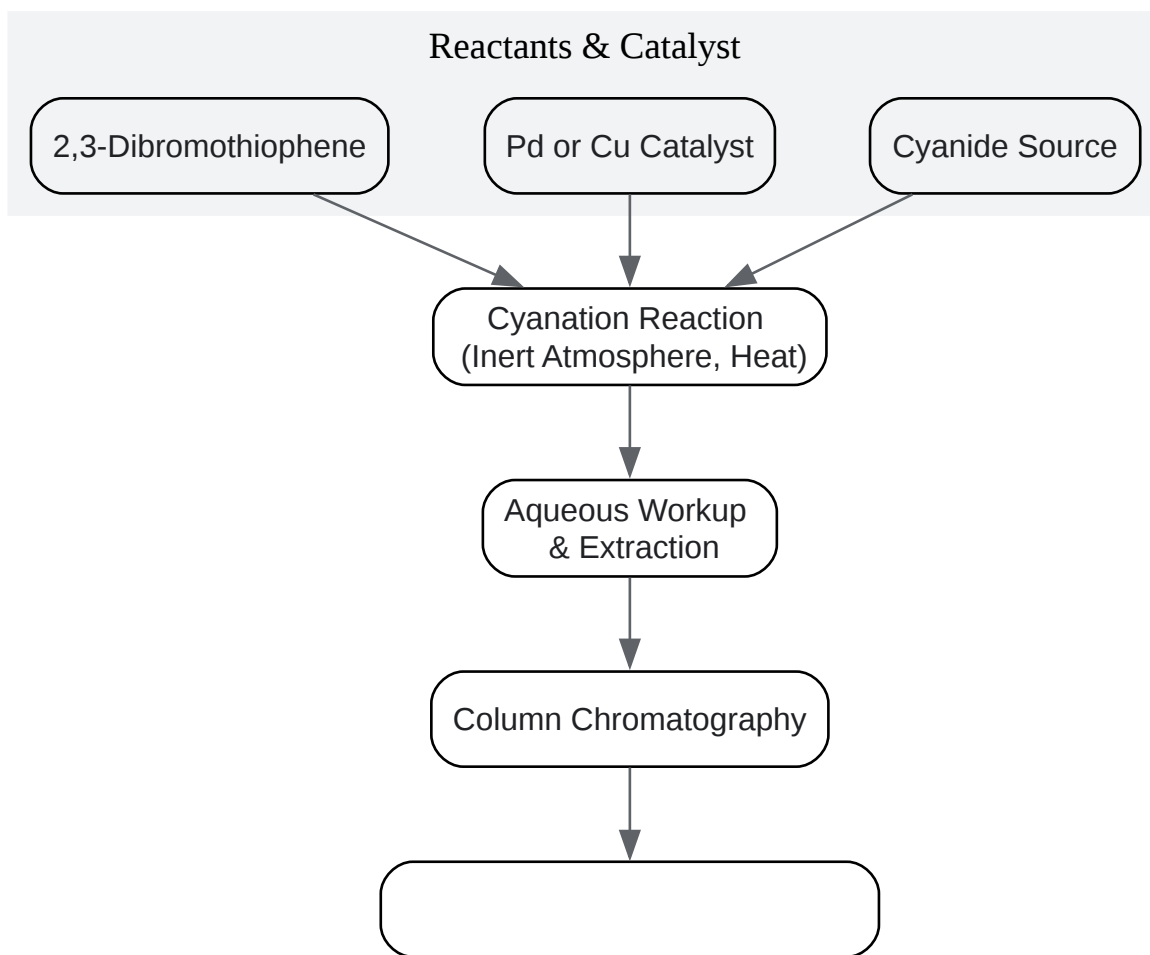 Reactants & Catalyst
2,3-Dibromothiophene
Pd or Cu Catalyst
Cyanide Source
Cyanation Reaction
(Inert Atmosphere, Heat)
Aqueous Workup
& Extraction
Column Chromatography